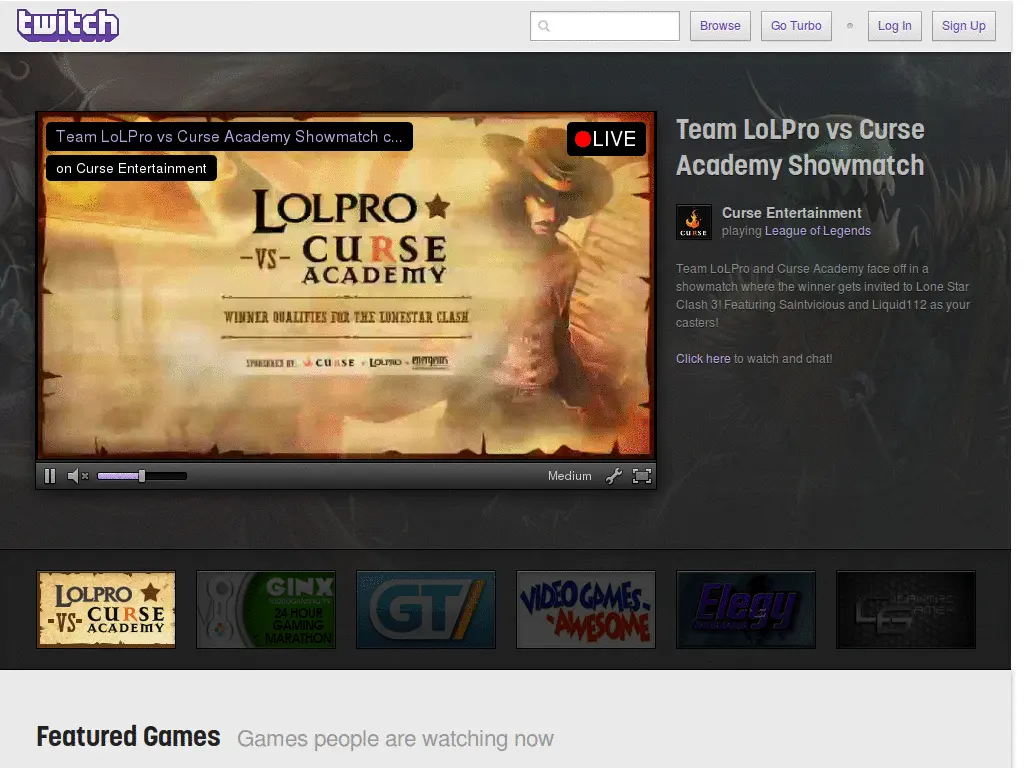 twitch
Browse
Go Turbo
Log In
Sign Up
Team LoLPro vs Curse Academy Showmatch c...
LIVE
on Curse Entertainment
LOLPRO
-VS- CURSE
ACADEMY
WINNER QUALIFIES FOR THE LONESTAR CLASH
SPONSORED BY: CURSE LOLPRO
Medium
Team LoLPro vs Curse
Academy Showmatch
CURSE
Curse Entertainment
playing League of Legends
Team LoLPro and Curse Academy face off in a
showmatch where the winner gets invited to Lone Star
Clash 3! Featuring Saintvicious and Liquid112 as your
casters!
Click here to watch and chat!
LOLPRO
-VS- CURSE
ACADEMY
GINX
24 HOUR
GAMING
MARATHON
GT
VIDEO GAMES
AWESOME
Elegy
Featured Games
Games people are watching now